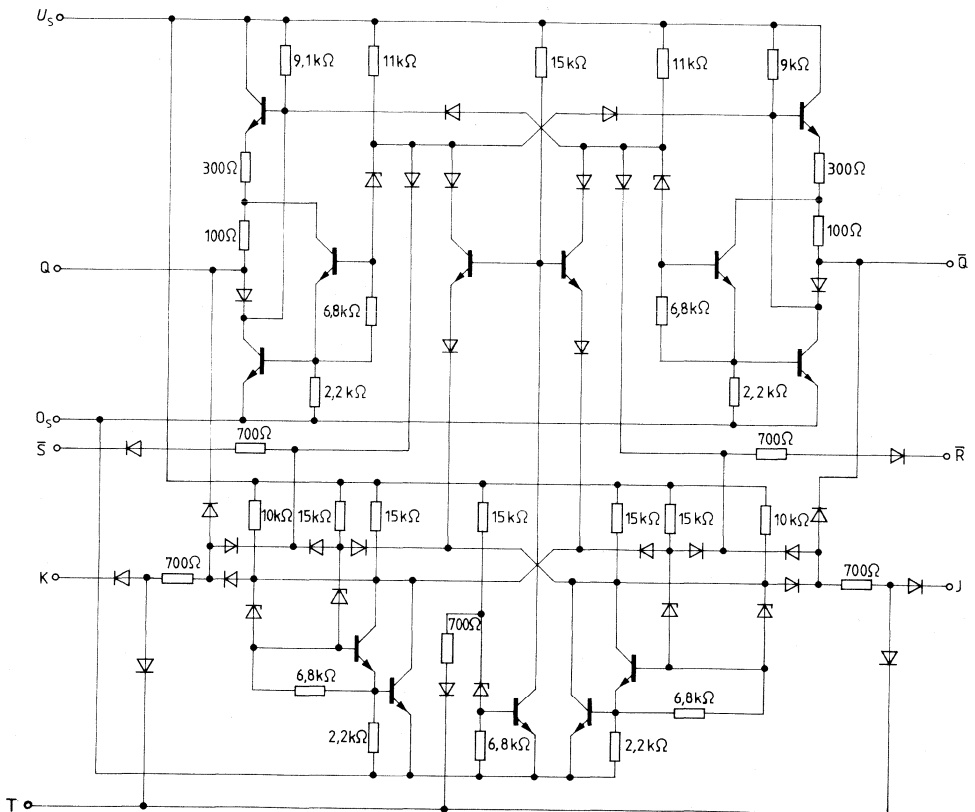 U_S
9,1kΩ
11kΩ
15kΩ
11kΩ
9kΩ
300Ω
300Ω
100Ω
100Ω
Q
Q̅
6,8kΩ
6,8kΩ
2,2kΩ
2,2kΩ
0_S
S̅
700Ω
700Ω
R̅
10kΩ
15kΩ
15kΩ
15kΩ
15kΩ
15kΩ
10kΩ
K
700Ω
700Ω
J
700Ω
6,8kΩ
6,8kΩ
2,2kΩ
6,8kΩ
2,2kΩ
T